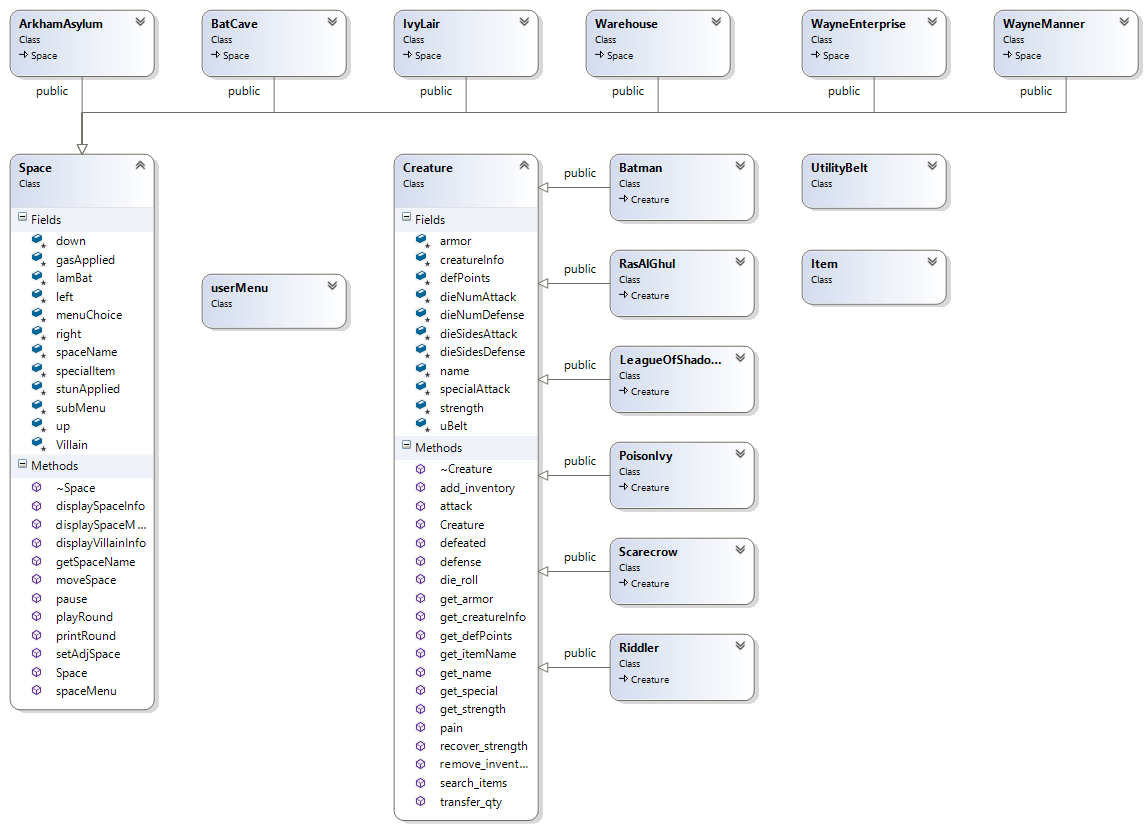 ArkhamAsylum
Class
Space
BatCave
Class
Space
IvyLair
Class
Space
Warehouse
Class
Space
WayneEnterprise
Class
Space
WayneManner
Class
Space
public
public
public
public
public
public
Space
Class
Fields
down
gasApplied
IamBat
left
menuChoice
right
spaceName
specialItem
stunApplied
subMenu
up
Villain
Methods
~Space
displaySpaceInfo
displaySpaceM...
displayVillainInfo
getSpaceName
moveSpace
pause
playRound
printRound
setAdjSpace
Space
spaceMenu
userMenu
Class
Creature
Class
Fields
armor
creatureInfo
defPoints
dieNumAttack
dieNumDefense
dieSidesAttack
dieSidesDefense
name
specialAttack
strength
uBelt
Methods
~Creature
add_inventory
attack
Creature
defeated
defense
die_roll
get_armor
get_creatureInfo
get_defPoints
get_itemName
get_name
get_special
get_strength
pain
recover_strength
remove_invent...
search_items
transfer_qty
public
Batman
Class
Creature
public
RasAlGhul
Class
Creature
public
LeagueOfShado...
Class
Creature
public
PoisonIvy
Class
Creature
public
Scarecrow
Class
Creature
public
Riddler
Class
Creature
UtilityBelt
Class
Item
Class